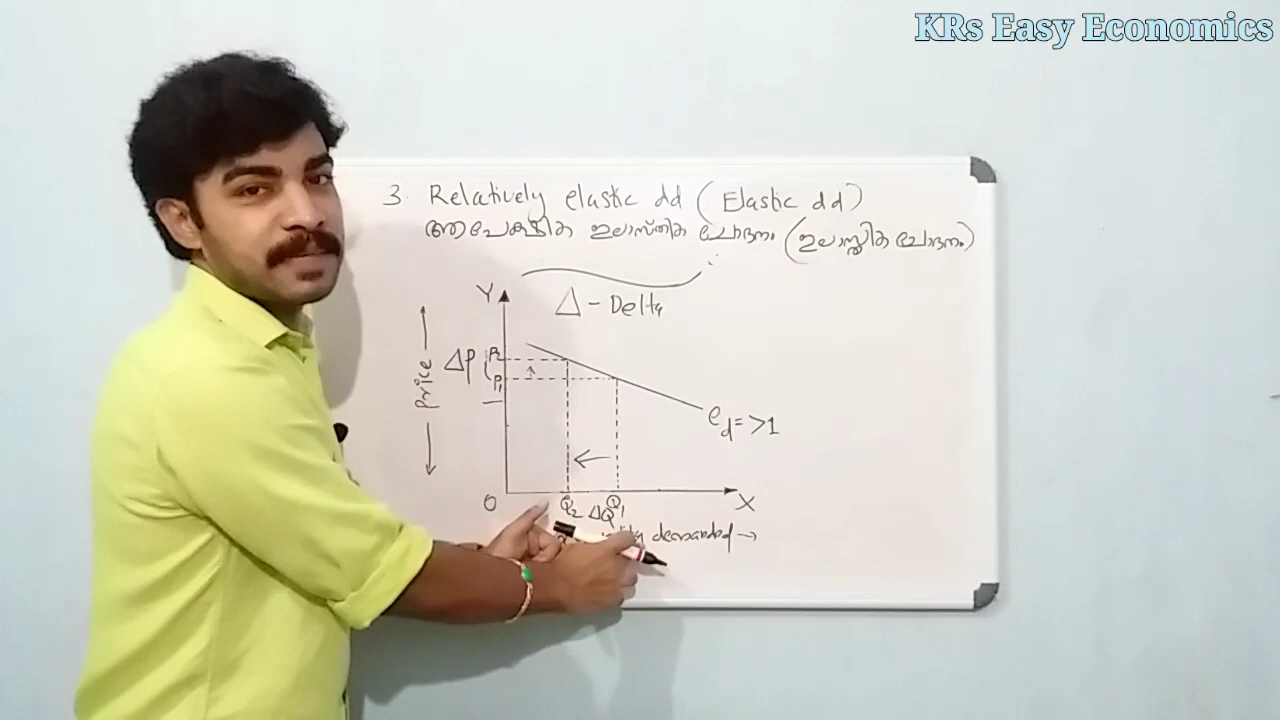 KRs Easy Economics
3. Relatively elastic dd (Elastic dd)
ആപേക്ഷിക ഇലാസ്തിക ചോദനം (ഇലാസ്തിക ചോദനം)
Δ - Delta
Y
Price
ΔP
P2
P1
ed = >1
O
Q2 ΔQ Q1
X
demanded →